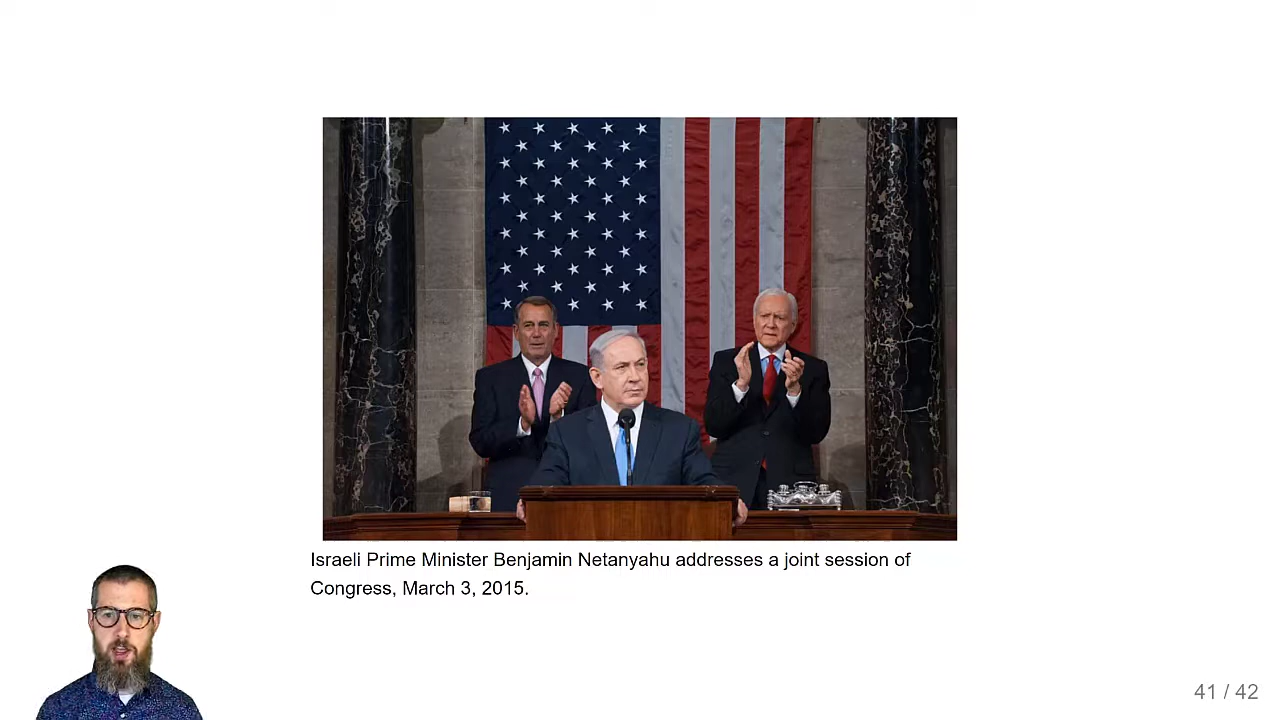 Israeli Prime Minister Benjamin Netanyahu addresses a joint session of
Congress, March 3, 2015.
41 / 42